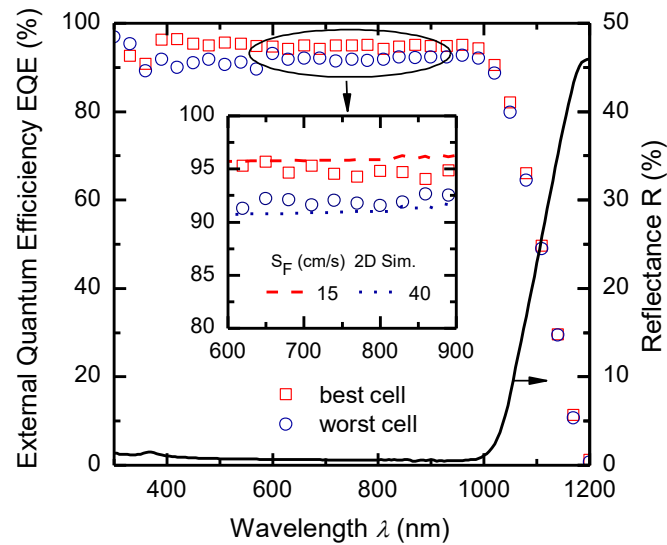 External Quantum Efficiciency EQE (%)
100
80
60
40
20
0
50
40
30
20
10
0
Reflectance R (%)
100
95
90
95
80
600 700 800 900
S_F (cm/s) 2D Sim.
15 40
best cell
worst cell
400 600 800 1000 1200
Wavelength λ (nm)